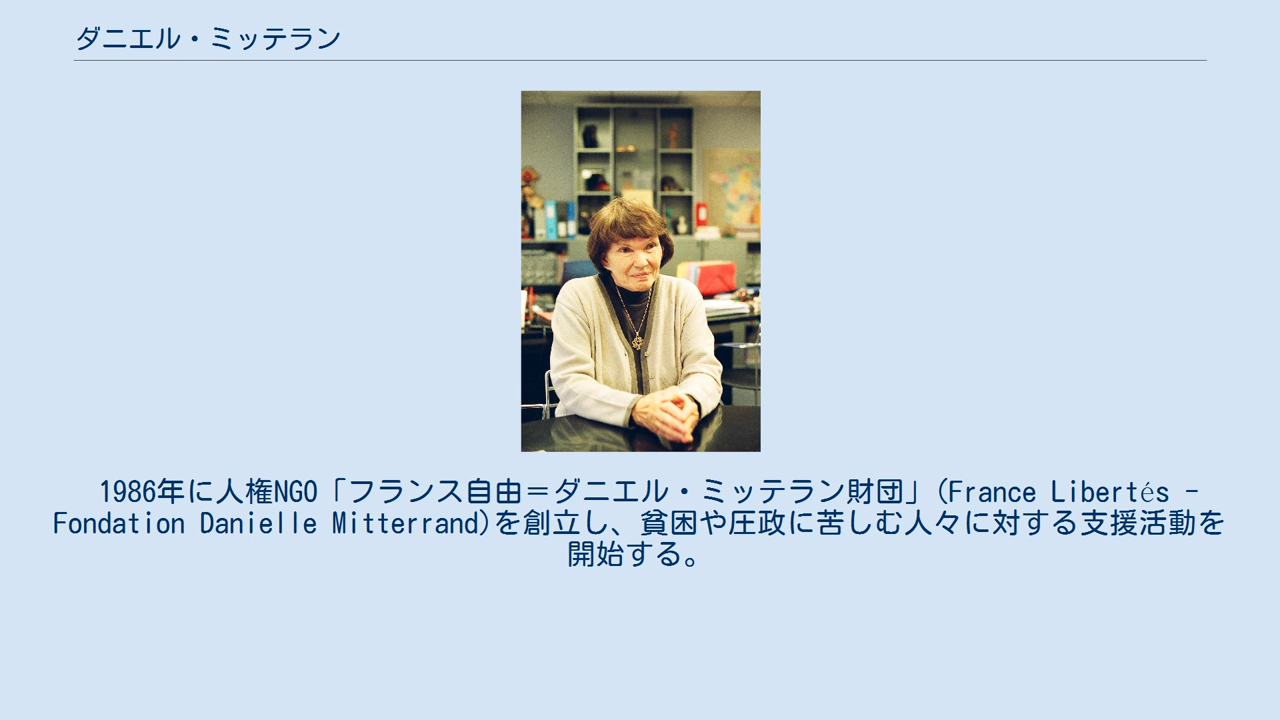 ダニエル・ミッテラン
1986年に人権NGO「フランス自由＝ダニエル・ミッテラン財団」(France Libertés -
Fondation Danielle Mitterrand)を創立し、貧困や圧政に苦しむ人々に対する支援活動を
開始する。